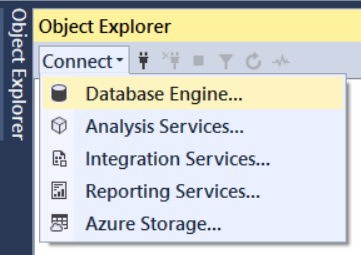 Object Explorer
Object Explorer
Connect
Database Engine...
Analysis Services...
Integration Services...
Reporting Services...
Azure Storage...